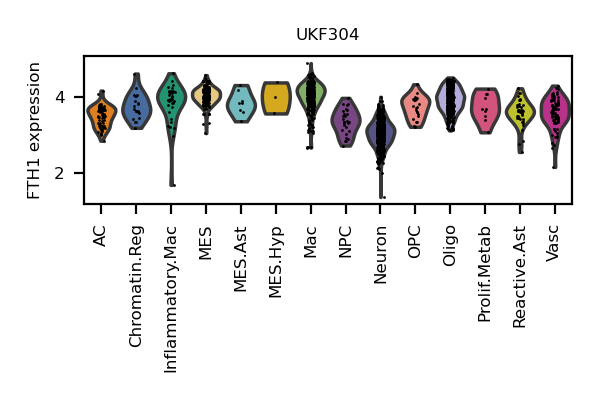 UKF304
FTH1 expression
4
2
AC
Chromatin.Reg
Inflammatory.Mac
MES
MES.Ast
MES.Hyp
Mac
NPC
Neuron
OPC
Oligo
Prolif.Metab
Reactive.Ast
Vasc